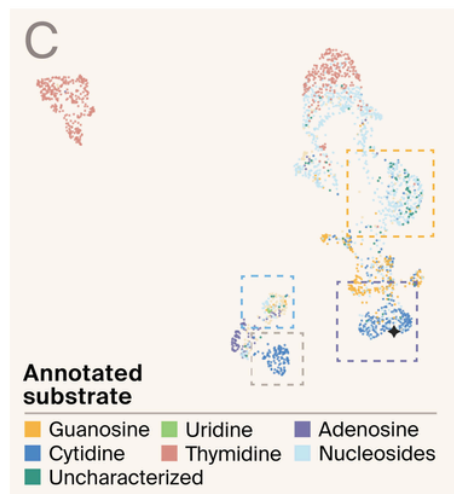 C
Annotated
substrate
Guanosine Uridine Adenosine
Cytidine Thymidine Nucleosides
Uncharacterized